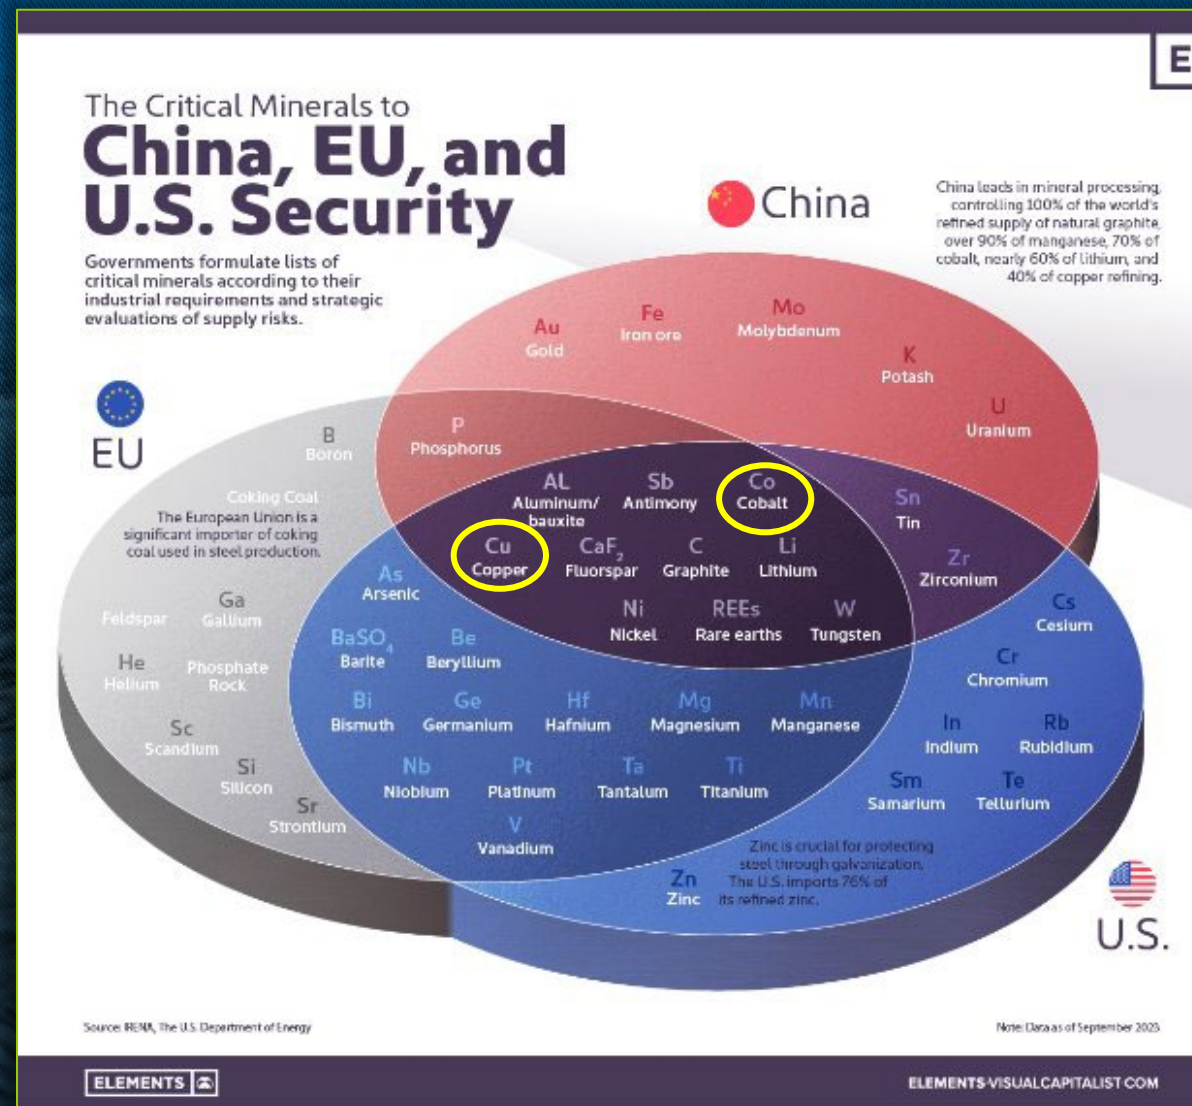 E
The Critical Minerals to
China, EU, and
U.S. Security
Governments formulate lists of
critical minerals according to their
industrial requirements and strategic
evaluations of supply risks.
China
China leads in mineral processing,
controlling 100% of the world's
refined supply of natural graphite,
over 90% of manganese, 70% of
cobalt, nearly 60% of lithium, and
40% of copper refining.
EU
Au
Gold
Fe
Iron ore
Mo
Molybdenum
K
Potash
U
Uranium
P
Phosphorus
B
Boron
Coking Coal
The European Union is a
significant importer of coking
coal used in steel production.
AL
Aluminum/
bauxite
Sb
Antimony
Co
Cobalt
Sn
Tin
Cu
Copper
CaF2
Fluorspar
C
Graphite
Li
Lithium
Zr
Zirconium
As
Arsenic
Ni
Nickel
REEs
Rare earths
W
Tungsten
Feldspar
Ga
Gallium
Cs
Cesium
BaSO4
Barite
Be
Beryllium
He
Helium
Phosphate
Rock
Cr
Chromium
Bi
Bismuth
Ge
Germanium
Hf
Hafnium
Mg
Magnesium
Mn
Manganese
Sc
Scandium
In
Indium
Rb
Rubidium
Si
Silicon
Nb
Niobium
Pt
Platinum
Ta
Tantalum
Ti
Titanium
Sm
Samarium
Te
Tellurium
Sr
Strontium
V
Vanadium
Zinc is crucial for protecting
steel through galvanization.
The U.S. imports 76% of
its refined zinc.
Zn
Zinc
U.S.
Source: IRENA, The U.S. Department of Energy
Note: Data as of September 2023
ELEMENTS
ELEMENTS.VISUALCAPITALIST.COM